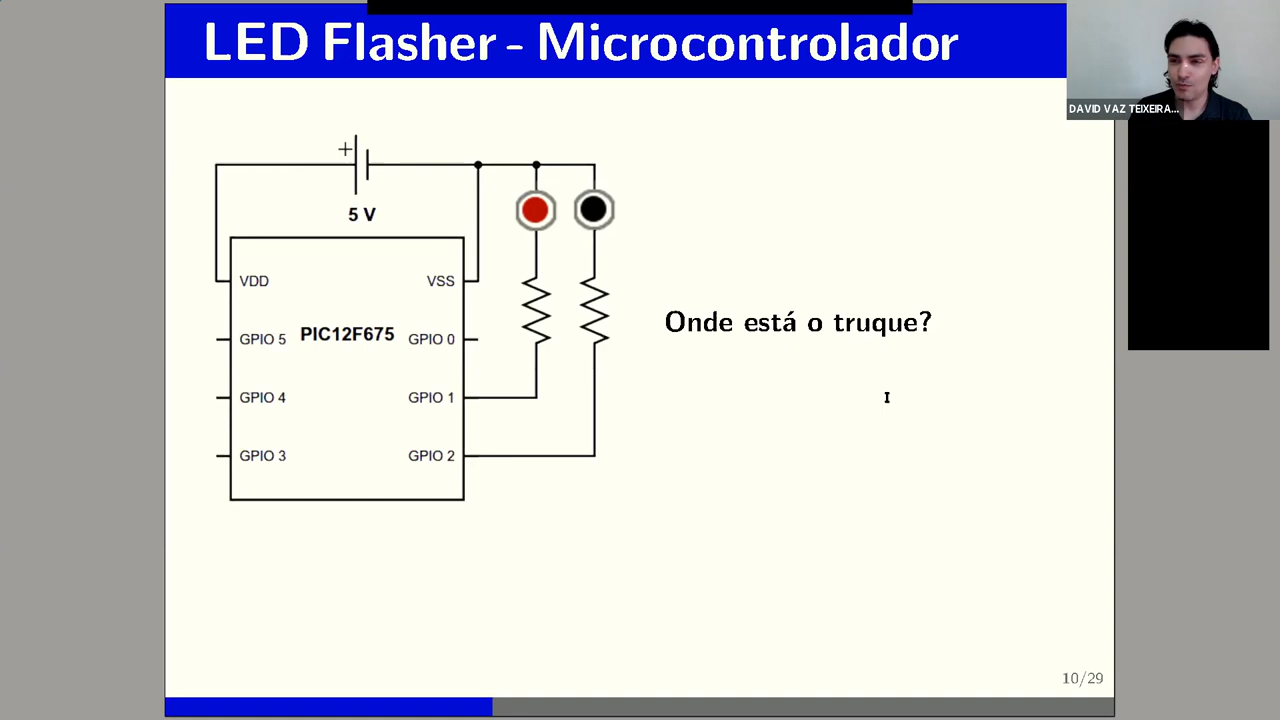 LED Flasher - Microcontrolador
DAVID VAZ TEIXEIRA...
+
5 V
VDD
VSS
GPIO 5
PIC12F675
GPIO 0
GPIO 4
GPIO 1
GPIO 3
GPIO 2
Onde está o truque?
10/29